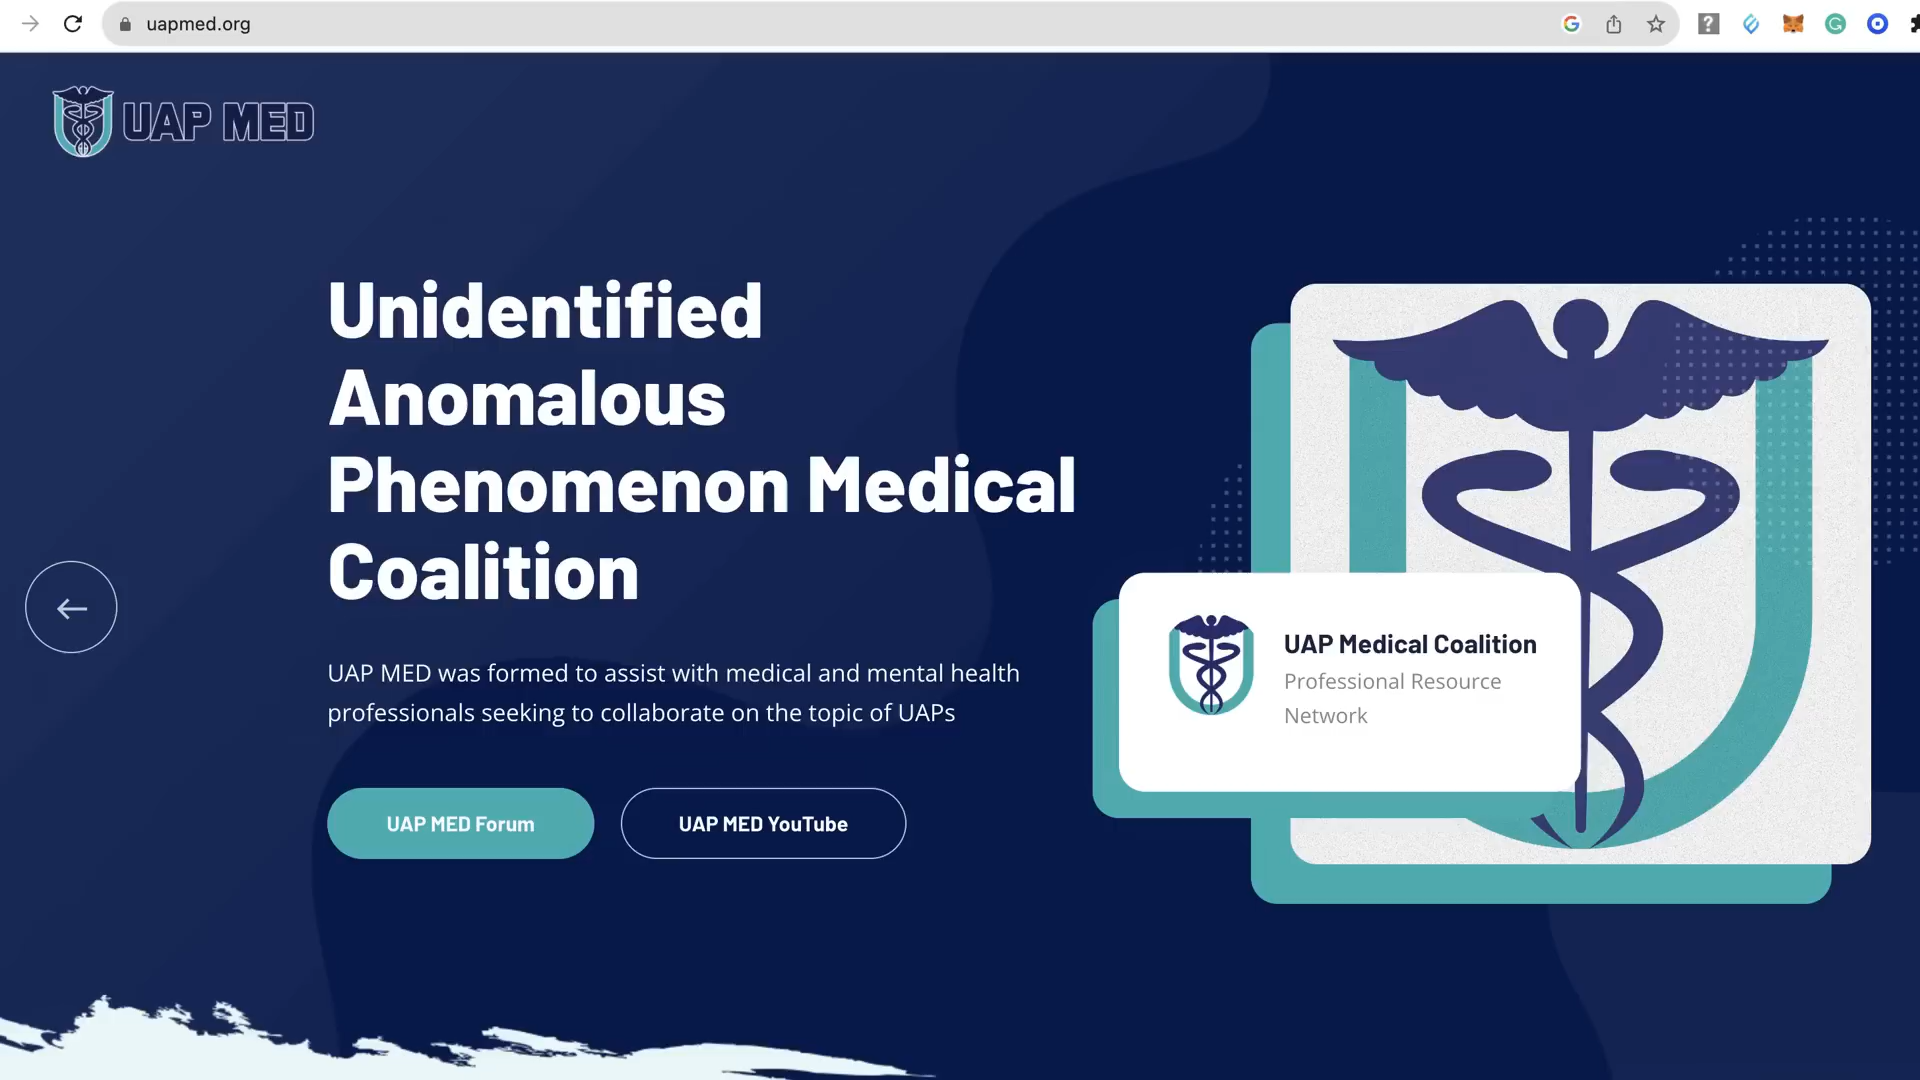 uapmed.org
UAP MED
Unidentified
Anomalous
Phenomenon Medical
Coalition
UAP MED was formed to assist with medical and mental health
professionals seeking to collaborate on the topic of UAPs
UAP MED Forum
UAP MED YouTube
UAP Medical Coalition
Professional Resource
Network